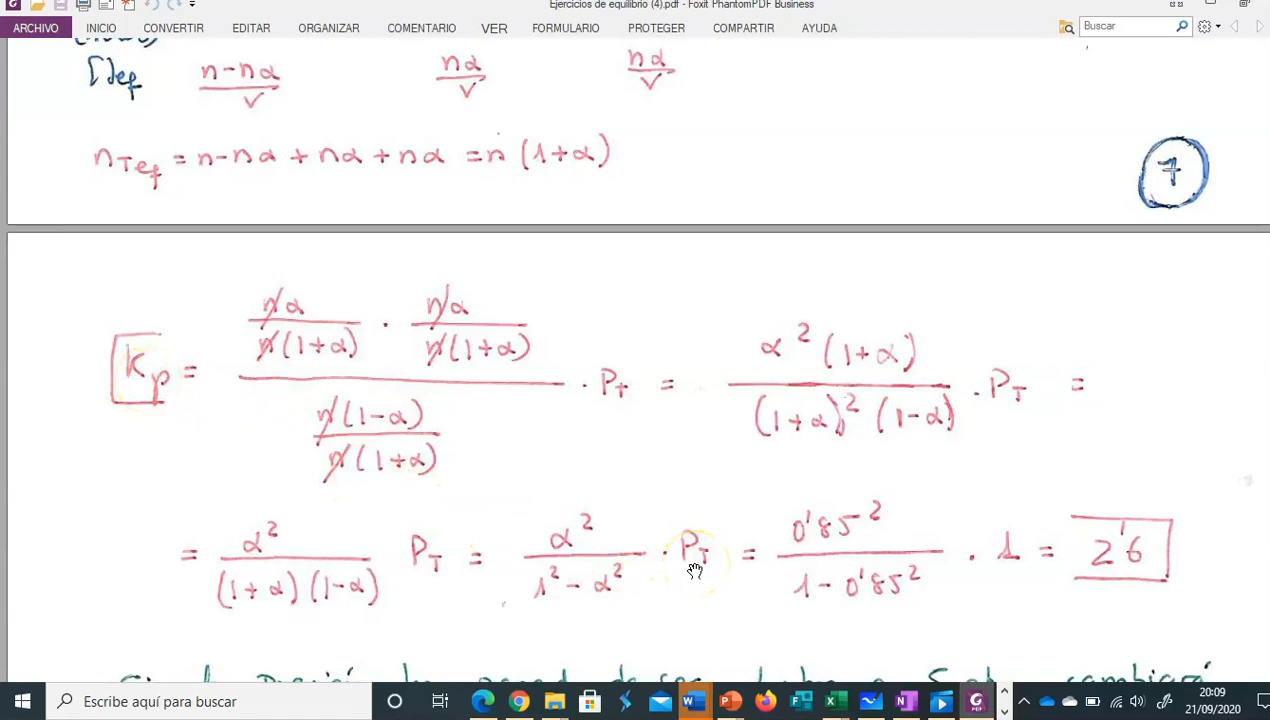 Ejercicios de equilibrio (4).pdf - Foxit PhantomPDF Business
ARCHIVO INICIO CONVERTIR EDITAR ORGANIZAR COMENTARIO VER FORMULARIO PROTEGER COMPARTIR AYUDA Buscar
[ ]eq (n-nα)/V nα/V nα/V
nTeq = n-nα + nα + nα = n (1+α)
7
Kp = ((nα)/(n(1+α)) · (nα)/(n(1+α)))/((n(1-α))/(n(1+α))) · PT = (α² (1+α))/((1+α)² (1-α)) · PT =
= α²/((1+α)(1-α)) PT = α²/(1²-α²) · PT = 0'85²/(1-0'85²) · 1 = 2'6
cambiará
Escribe aquí para buscar
20:09
21/09/2020